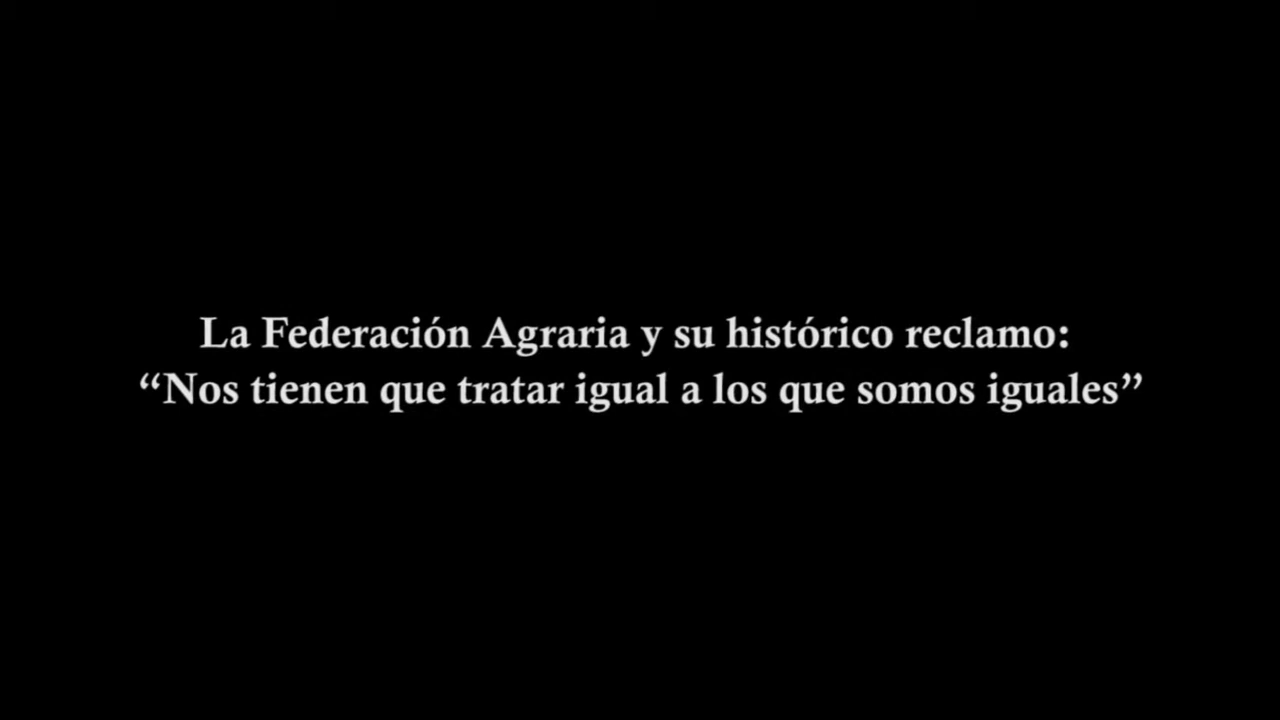 La Federación Agraria y su histórico reclamo:
“Nos tienen que tratar igual a los que somos iguales”